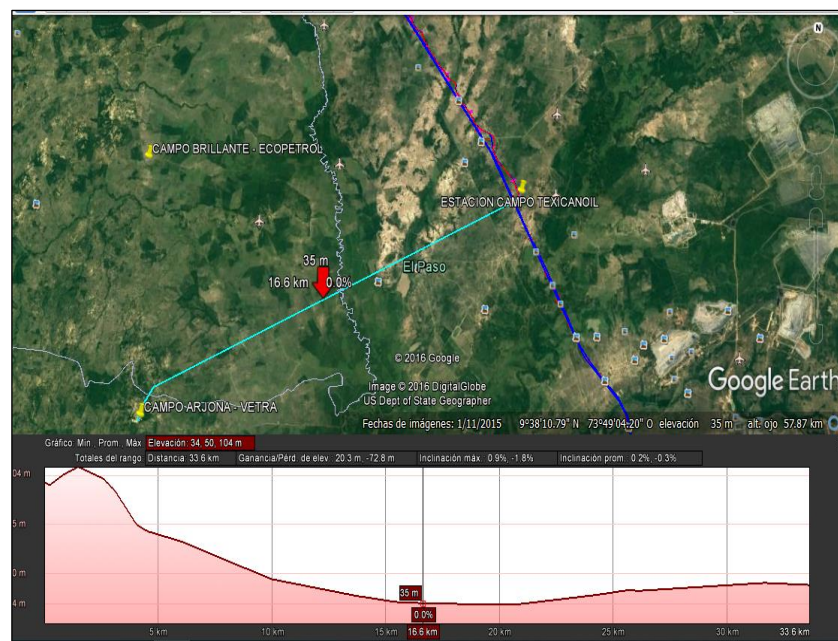 N
CAMPO BRILLANTE - ECOPETROL
ESTACION CAMPO TEXICANOIL
35 m
El Paso
16.6 km 0.0%
© 2016 Google
Image © 2016 DigitalGlobe
US Dept of State Geographer
Google Earth
CAMPO ARJONA - VETRA
Fechas de imágenes: 1/11/2015 9°38'10.79" N 73°49'04.20" O elevación 35 m alt. ojo 57.87 km
Gráfico: Mín., Prom., Máx. Elevación: 34, 50, 104 m
Totales del rango: Distancia: 33.6 km Ganancia/Pérd. de elev.: 20.3 m, -72.8 m Inclinación máx. 0.9%, -1.8% Inclinación prom.: 0.2%, -0.3%
04 m
5 m
0 m
4 m
35 m
0.0%
5 km 10 km 15 km 16.6 km 20 km 25 km 30 km 33.6 km